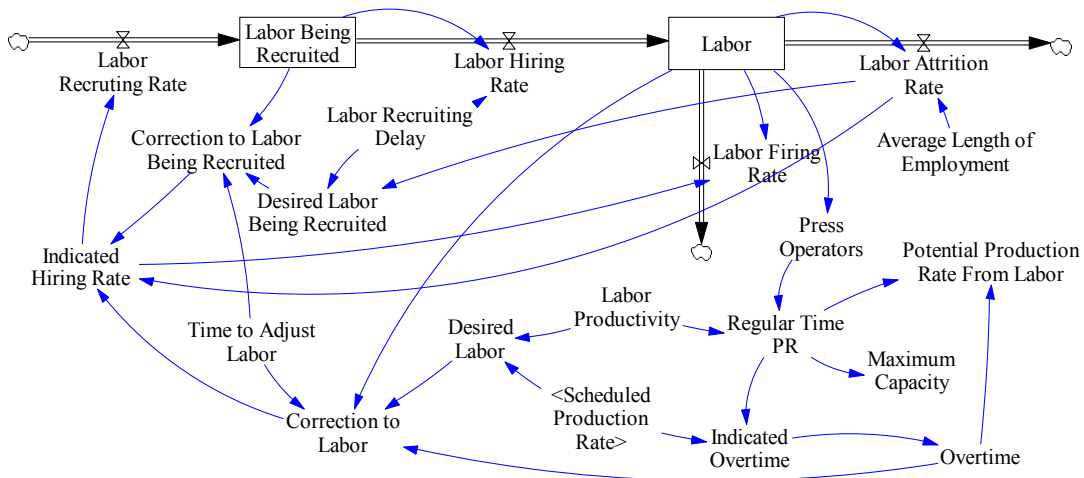 Labor Being
Recruited
Labor
Labor
Recruting Rate
Labor Hiring
Rate
Labor Attrition
Rate
Labor Recruiting
Delay
Correction to Labor
Being Recruited
Labor Firing
Rate
Average Length of
Employment
Desired Labor
Being Recruited
Press
Operators
Indicated
Hiring Rate
Potential Production
Rate From Labor
Labor
Productivity
Time to Adjust
Labor
Desired
Labor
Regular Time
PR
Maximum
Capacity
<Scheduled
Production
Rate>
Correction to
Labor
Indicated
Overtime
Overtime